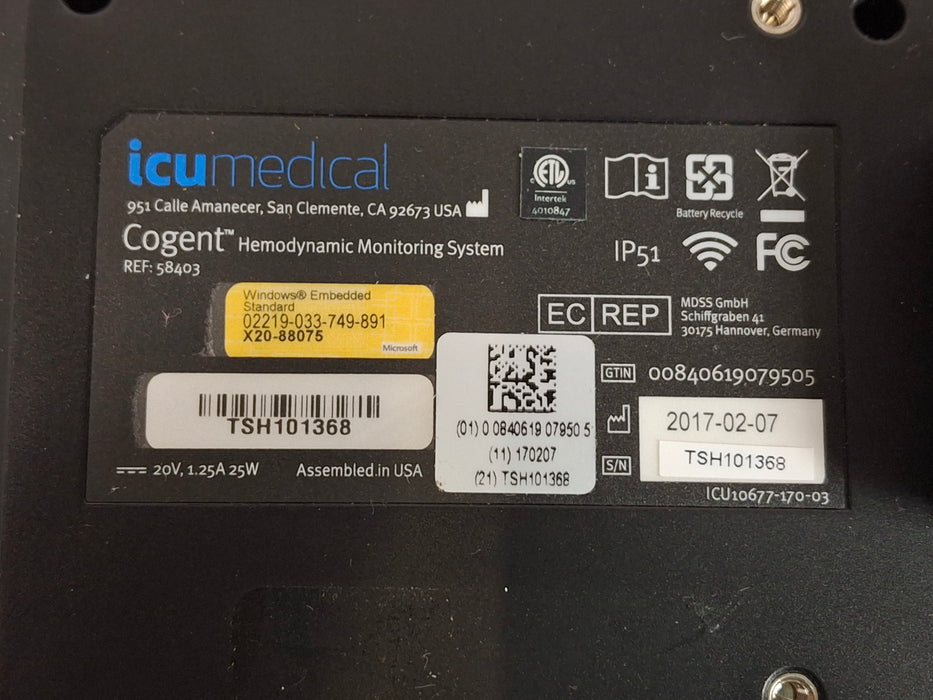 icumedical
951 Calle Amanecer, San Clemente, CA 92673 USA
Cogent™ Hemodynamic Monitoring System
REF: 58403
ETL us
Intertek
4010847
i
Battery Recycle
IP51
FC
EC REP
MDSS GmbH
Schiffgraben 41
30175 Hannover, Germany
Windows® Embedded
Standard
02219-033-749-891
X20-88075
Microsoft
TSH101368
20V, 1.25A 25W
Assembled in USA
(01) 0 0840619 07950 5
(11) 170207
(21) TSH101368
GTIN 00840619079505
2017-02-07
S/N TSH101368
ICU10677-170-03